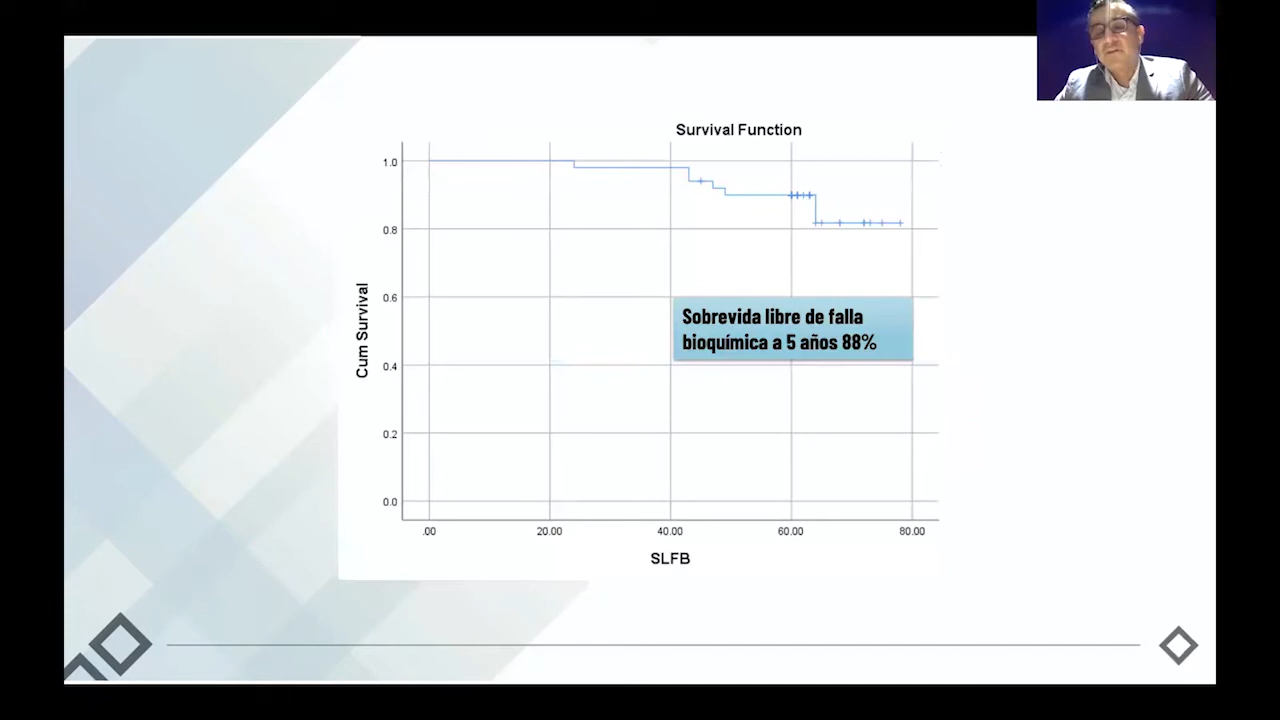 Survival Function
1.0
0.8
0.6
0.4
0.2
0.0
Cum Survival
Sobrevida libre de falla
bioquímica a 5 años 88%
.00 20.00 40.00 60.00 80.00
SLFB